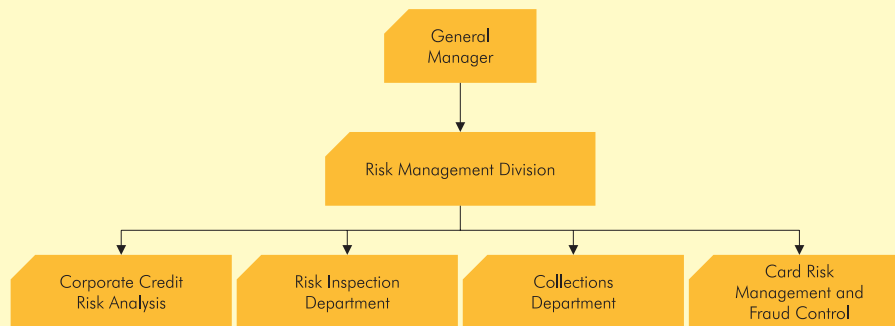 General
Manager
Risk Management Division
Corporate Credit
Risk Analysis
Risk Inspection
Department
Collections
Department
Card Risk
Management and
Fraud Control